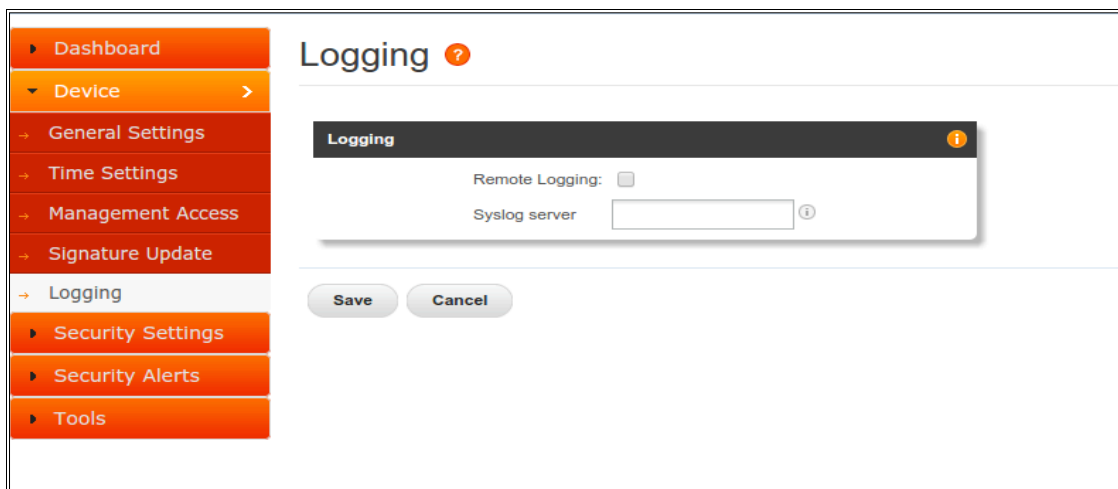 Dashboard
Device
General Settings
Time Settings
Management Access
Signature Update
Logging
Security Settings
Security Alerts
Tools
Logging ?
Logging i
Remote Logging:
Syslog server i
Save Cancel